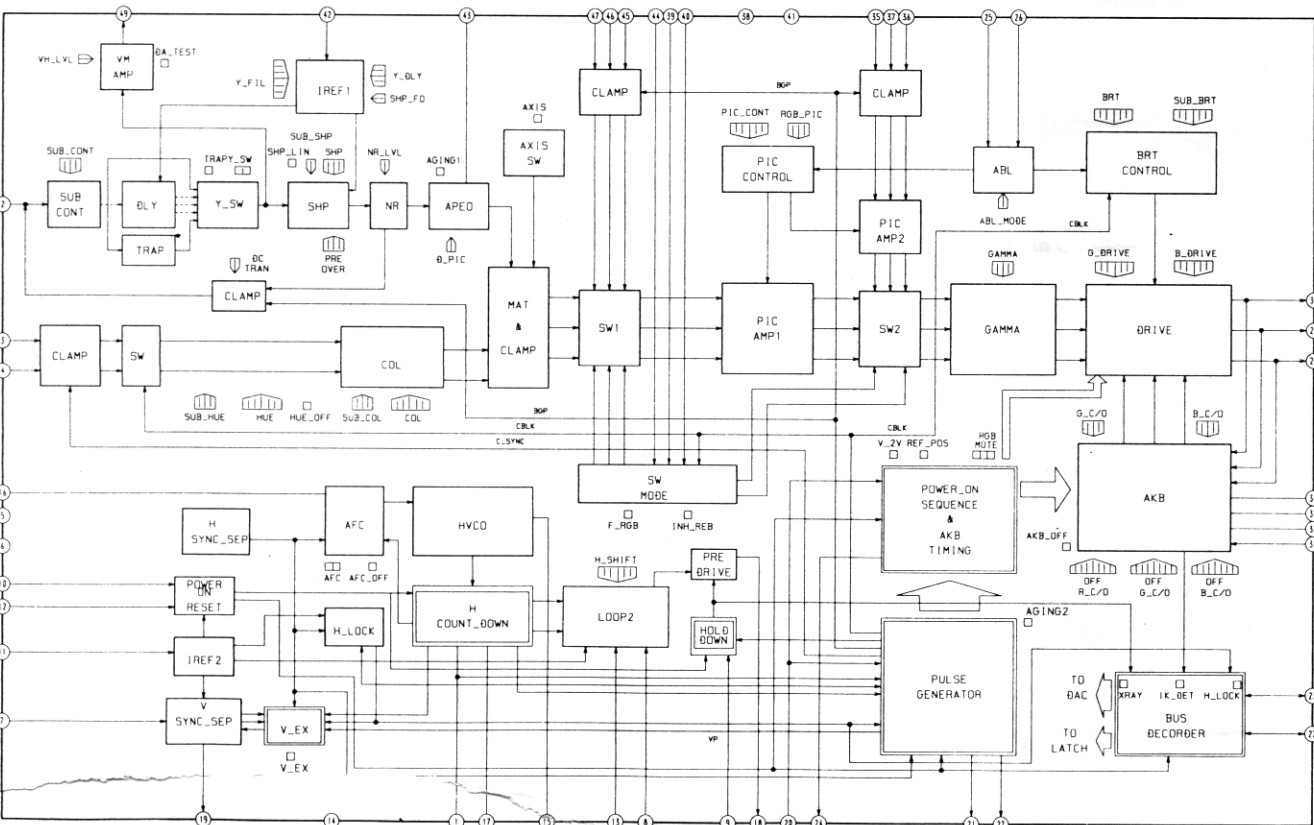 49 42 43 47 46 45 44 39 40 38 41 35 37 36 25 26
VH_LVL
VM
AMP
DA_TEST
Y_FIL
IREF1
Y_DLY
SHP_FD
CLAMP
BGP
CLAMP
AXIS
AXIS
SW
PIC_CONT
RGB_PIC
PIC
CONTROL
ABL
ABL_MODE
BRT
SUB_BRT
BRT
CONTROL
CBLK
SUB_CONT
SUB
CONT
DLY
TRAP
TRAP
Y_SW
Y_SW
SHP_LIN
SUB_SHP
SHP
SHP
PRE
OVER
NR_LVL
NR
AGING1
APEO
D_PIC
PIC
AMP2
DC
TRAN
CLAMP
MAT
&
CLAMP
SW1
PIC
AMP1
SW2
GAMMA
GAMMA
G_DRIVE
B_DRIVE
DRIVE
CLAMP
SW
COL
SUB_HUE
HUE
HUE_OFF
SUB_COL
COL
BGP
CBLK
C_SYNC
CBLK
V_2V
REF_POS
RGB
MUTE
G_C/O
B_C/O
SW
MODE
F_RGB
INH_REB
POWER_ON
SEQUENCE
&
AKB
TIMING
AKB
AKB_OFF
OFF
R_C/O
OFF
G_C/O
OFF
B_C/O
H
SYNC_SEP
AFC
AFC
AFC_OFF
HVCO
H_SHIFT
PRE
DRIVE
POWER
ON
RESET
H
COUNT_DOWN
LOOP2
HOLD
DOWN
AGING2
H_LOCK
IREF2
PULSE
GENERATOR
V
SYNC_SEP
V_EX
V_EX
VP
TO
DAC
TO
LATCH
XRAY
IK_DET
H_LOCK
BUS
DECORDER
19 14 1 17 15 13 8 9 18 20 24 21 22